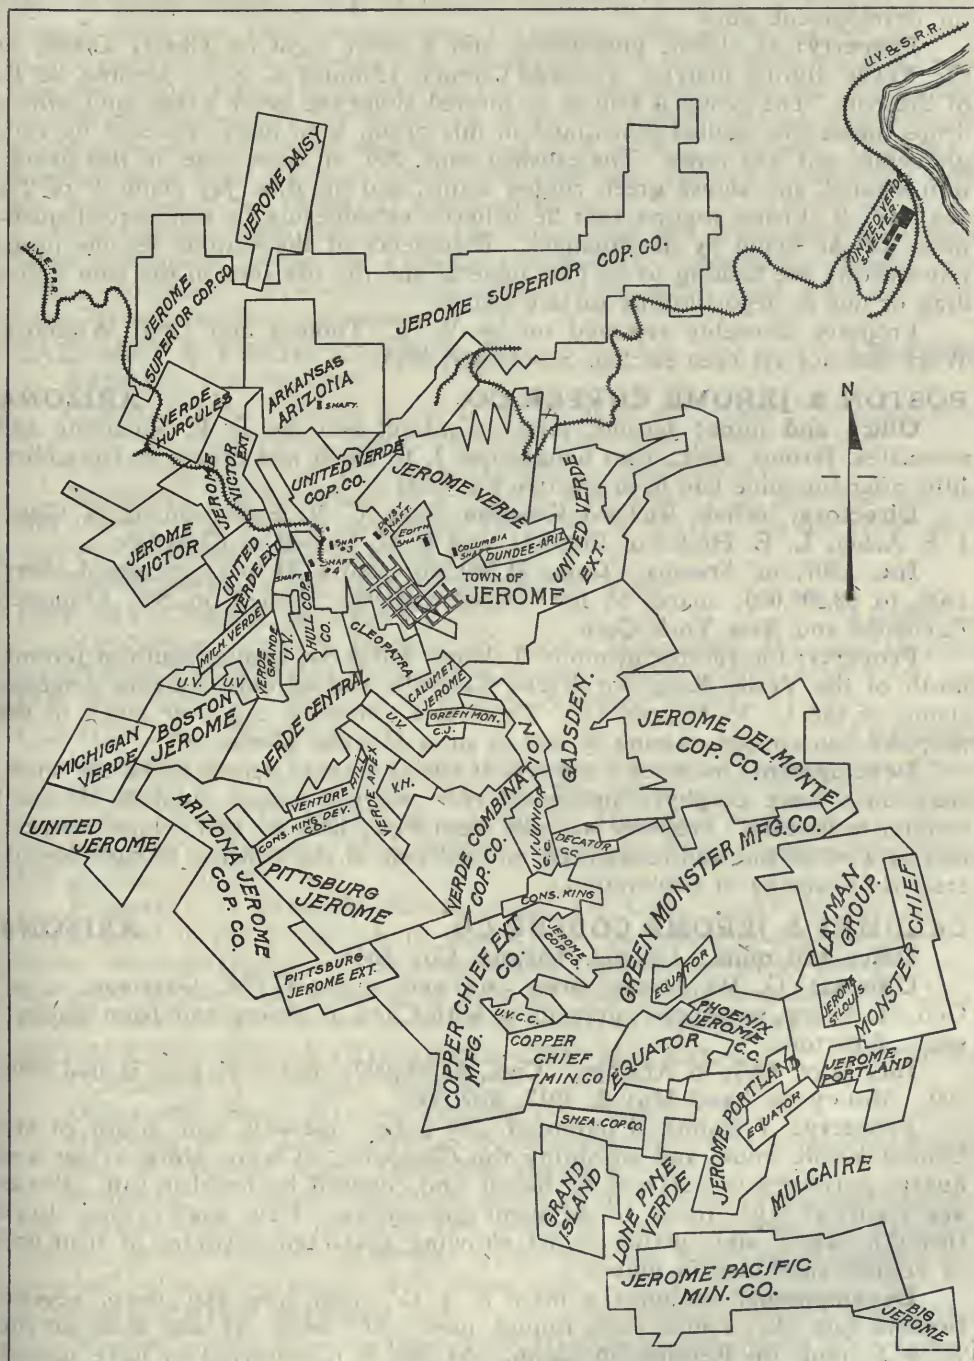 U.V. & S.R.R.
JEROME DAISY
UNITED VERDE
SMELTER
JEROME SUPERIOR COP. CO.
JEROME
SUPERIOR COP. CO.
ARKANSAS
ARIZONA
SHAFT.
VERDE
HURCULES
N
JEROME
VICTOR EXT
UNITED VERDE
COP. CO.
JEROME VERDE
UNITED VERDE
EXT.
JEROME
VICTOR
DAISY
SHAFT.
EDITH
SHAFT
COLUMBIA
SHAFT
DUNDEE-ARIZ
SHAFT
#3
SHAFT
#4
UNITED
VERDE EXT
SHAFT
TOWN OF
JEROME
HULL COP.
CO.
CLEOPATRA
MICH. VERDE
VERDE
GRANDE
U.V.
U.V.
U.V
BOSTON
JEROME
VERDE CENTRAL
CALUMET
JEROME
GREEN MON.
C.J.
U.V.
GADSDEN.
JEROME DELMONTE
COP. CO.
MICHIGAN
VERDE
VENTURE HILL
VERDE APEX
V.H.
VERDE COMBINATION
COP. CO.
U.V. JUNIOR
DECATUR
C.C.
UNITED
JEROME
ARIZONA JEROME
COP. CO.
CONS. KING DEV.
CO.
PITTSBURG
JEROME
CONS. KING
GREEN MONSTER MFG. CO.
LAYMAN
GROUP.
CHIEF
PITTSBURG
JEROME EXT.
COPPER CHIEF EXT
MFG. CO.
JEROME
COP. CO.
EQUATOR
U.V.C.C.
COPPER
CHIEF
MIN. CO
EQUATOR
PHOENIX
JEROME
C.C.
JEROME
ST. LOUIS
MONSTER
JEROME
PORTLAND
JEROME PORTLAND
EQUATOR
SHEA. COP. CO.
GRAND
ISLAND
LONE PINE
VERDE
MULCAIRE
JEROME PACIFIC
MIN. CO.
BIG
JEROME